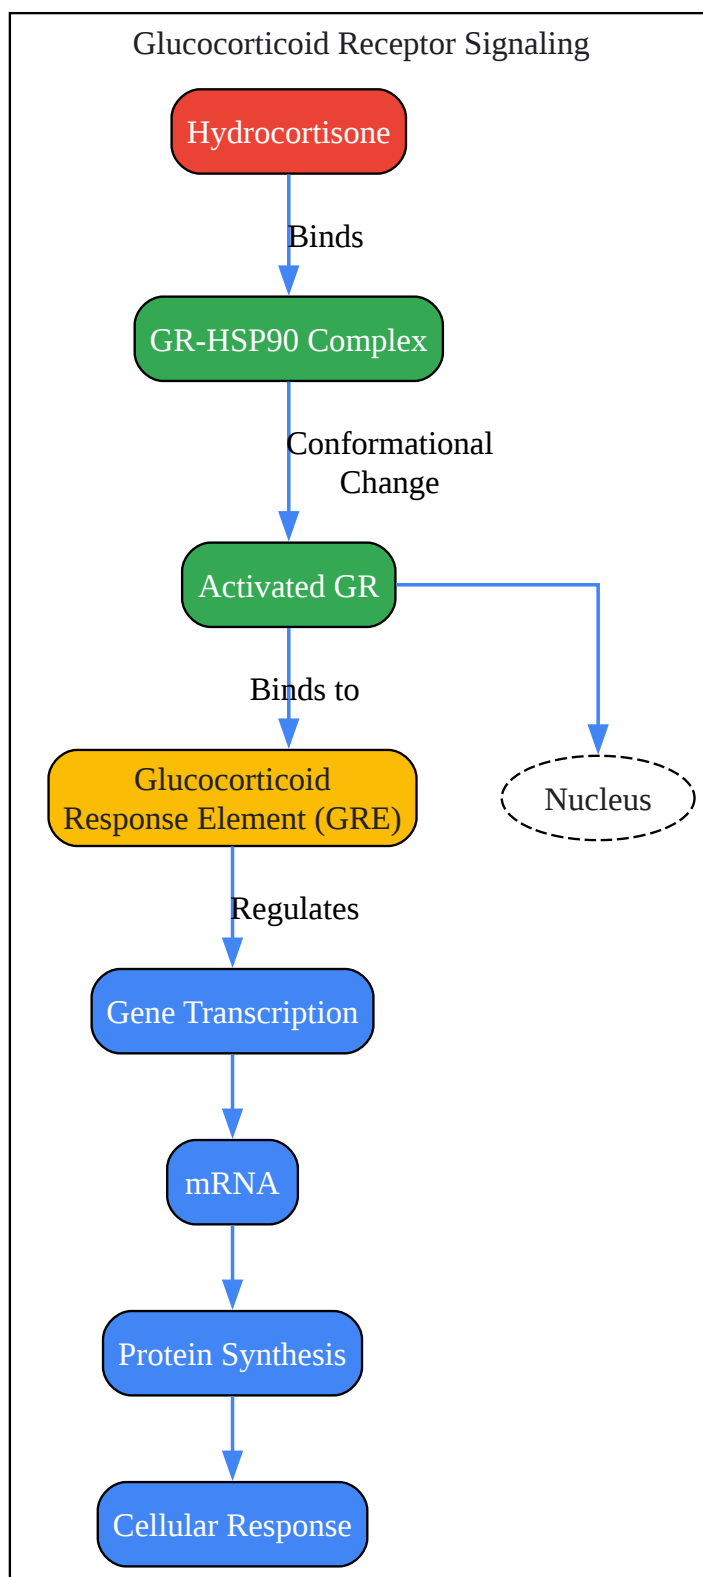 Glucocorticoid Receptor Signaling
Hydrocortisone
Binds
GR-HSP90 Complex
Conformational
Change
Activated GR
Binds to
Glucocorticoid
Response Element (GRE)
Nucleus
Regulates
Gene Transcription
mRNA
Protein Synthesis
Cellular Response